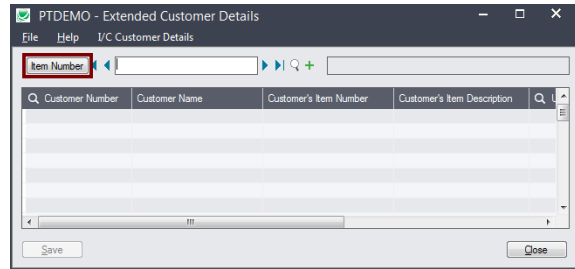 PTDEMO - Extended Customer Details
File Help I/C Customer Details
Item Number
Customer Number Customer Name Customer's Item Number Customer's Item Description
Save Close